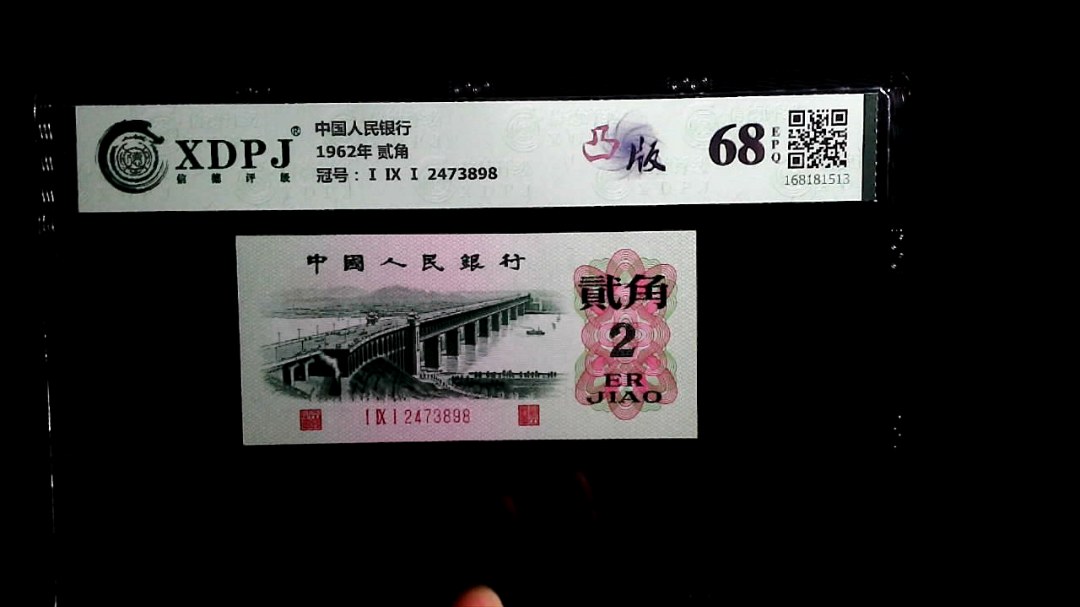 XDPJ®
信德评级
中国人民银行
1962年 贰角
冠号：I IX I 2473898
凸版
68
EPQ
168181513
中國人民銀行
貳角
2
ER
JIAO
I IX I 2473898